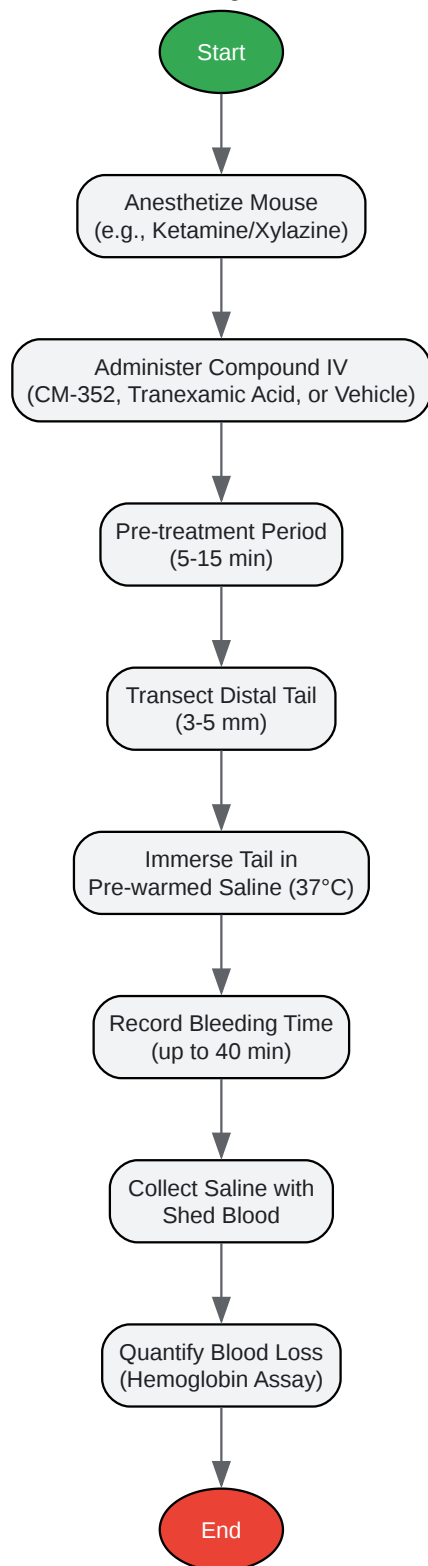 Start
Anesthetize Mouse
(e.g., Ketamine/Xylazine)
Administer Compound IV
(CM-352, Tranexamic Acid, or Vehicle)
Pre-treatment Period
(5-15 min)
Transect Distal Tail
(3-5 mm)
Immerse Tail in
Pre-warmed Saline (37°C)
Record Bleeding Time
(up to 40 min)
Collect Saline with
Shed Blood
Quantify Blood Loss
(Hemoglobin Assay)
End